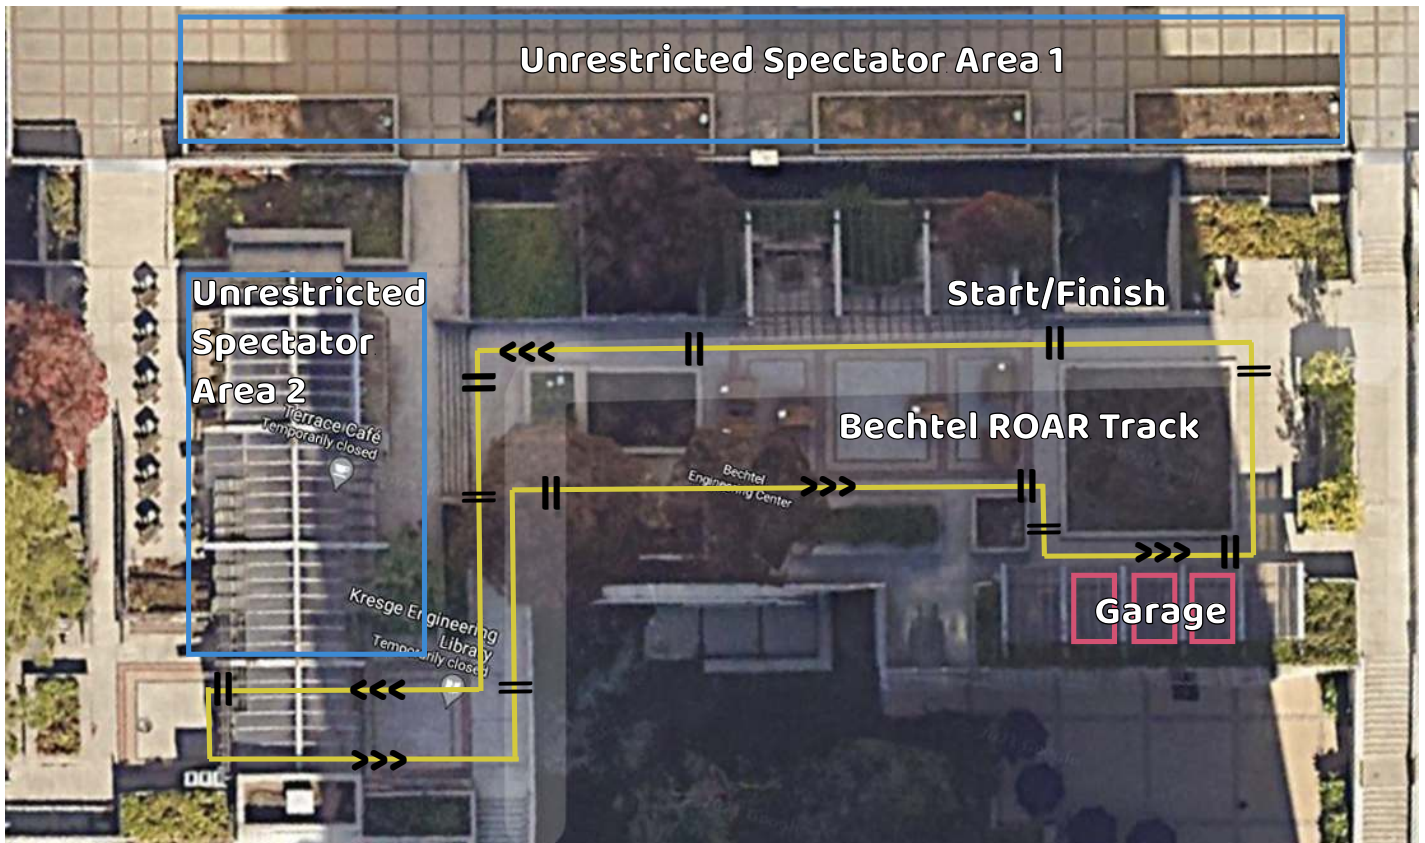 Unrestricted Spectator Area 1
Unrestricted
Spectator
Area 2
Start/Finish
Terrace Café
Temporarily closed
Bechtel ROAR Track
Bechtel
Engineering Center
Kresge Engineering
Library
Temporarily closed
Garage